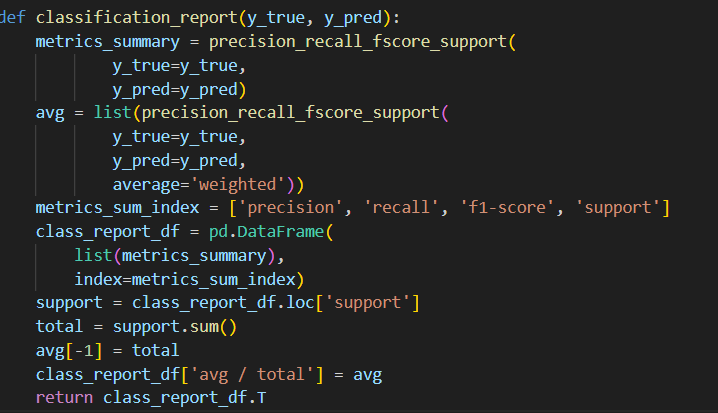 def classification_report(y_true, y_pred):
    metrics_summary = precision_recall_fscore_support(
            y_true=y_true,
            y_pred=y_pred)
    avg = list(precision_recall_fscore_support(
            y_true=y_true,
            y_pred=y_pred,
            average='weighted'))
    metrics_sum_index = ['precision', 'recall', 'f1-score', 'support']
    class_report_df = pd.DataFrame(
        list(metrics_summary),
        index=metrics_sum_index)
    support = class_report_df.loc['support']
    total = support.sum()
    avg[-1] = total
    class_report_df['avg / total'] = avg
    return class_report_df.T